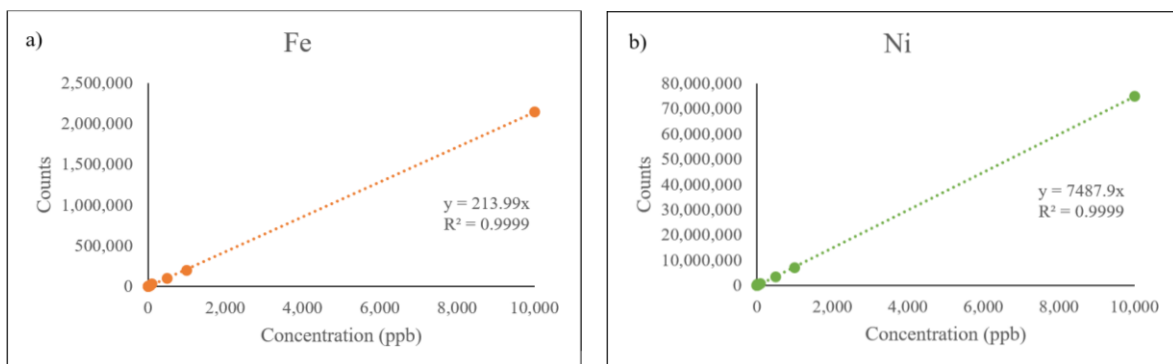 a)
Fe
2,500,000
2,000,000
1,500,000
1,000,000
500,000
0
Counts
y = 213.99x
R² = 0.9999
0 2,000 4,000 6,000 8,000 10,000
Concentration (ppb)
b)
Ni
80,000,000
70,000,000
60,000,000
50,000,000
40,000,000
30,000,000
20,000,000
10,000,000
0
Counts
y = 7487.9x
R² = 0.9999
0 2,000 4,000 6,000 8,000 10,000
Concentration (ppb)